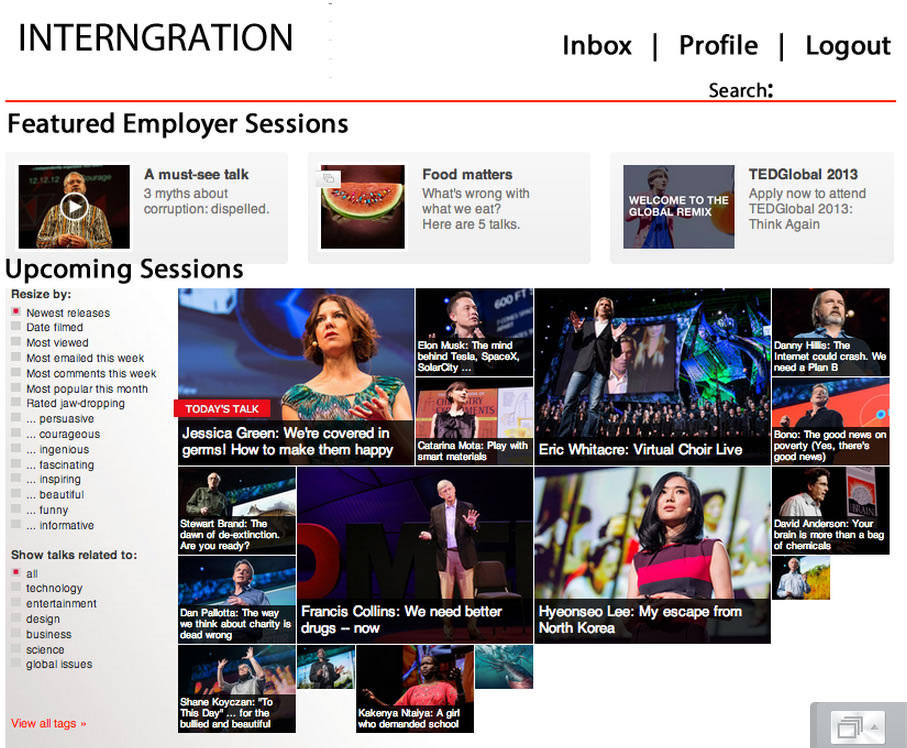 INTERNGRATION
Inbox | Profile | Logout
Search:
Featured Employer Sessions
12.12.12
Courage
A must-see talk
3 myths about
corruption: dispelled.
Food matters
What's wrong with
what we eat?
Here are 5 talks.
WELCOME TO THE
GLOBAL REMIX
TEDGlobal 2013
Apply now to attend
TEDGlobal 2013:
Think Again
Upcoming Sessions
Resize by:
Newest releases
Date filmed
Most viewed
Most emailed this week
Most comments this week
Most popular this month
Rated jaw-dropping
... persuasive
... courageous
... ingenious
... fascinating
... inspiring
... beautiful
... funny
... informative
Show talks related to:
all
technology
entertainment
design
business
science
global issues
View all tags »
TODAY'S TALK
Jessica Green: We're covered in
germs! How to make them happy
600 FT
Elon Musk: The mind
behind Tesla, SpaceX,
SolarCity ...
Catarina Mota: Play with
smart materials
Eric Whitacre: Virtual Choir Live
Danny Hillis: The
Internet could crash. We
need a Plan B
Bono: The good news on
poverty (Yes, there's
good news)
Stewart Brand: The
dawn of de-extinction.
Are you ready?
Dan Pallotta: The way
we think about charity is
dead wrong
Francis Collins: We need better
drugs -- now
Hyeonseo Lee: My escape from
North Korea
BRAIN
David Anderson: Your
brain is more than a bag
of chemicals
Shane Koyczan: "To
This Day" ... for the
bullied and beautiful
Kakenya Ntaiya: A girl
who demanded school